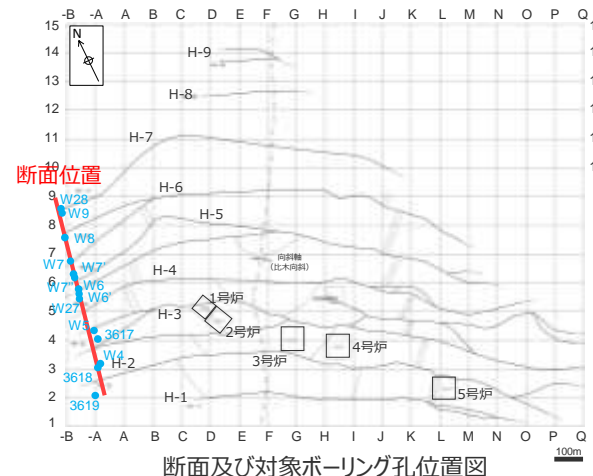 -B -A A B C D E F G H I J K L M N O P Q
15
14
13
12
11
10
9
8
7
6
5
4
3
2
1
N
H-9
H-8
H-7
断面位置
H-6
W28
W9
H-5
W8
向斜軸
(比木向斜)
W7
W7'
H-4
W7"
W6
W6'
1号炉
W27
H-3
W5
3617
2号炉
W4
H-2
3号炉
4号炉
3618
5号炉
3619
H-1
-B -A A B C D E F G H I J K L M N O P Q
100m
断面及び対象ボーリング孔位置図